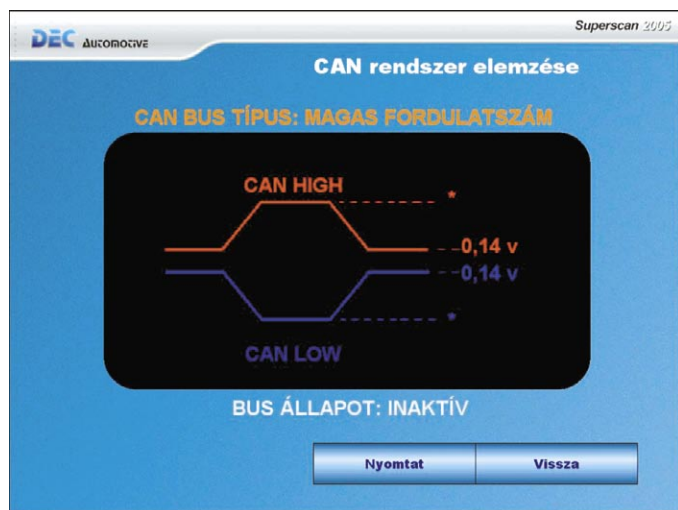 DEC Automotive
Superscan 2005
CAN rendszer elemzése
CAN BUS TÍPUS: MAGAS FORDULATSZÁM
CAN HIGH
*
0,14 v
0,14 v
*
CAN LOW
BUS ÁLLAPOT: INAKTÍV
Nyomtat
Vissza